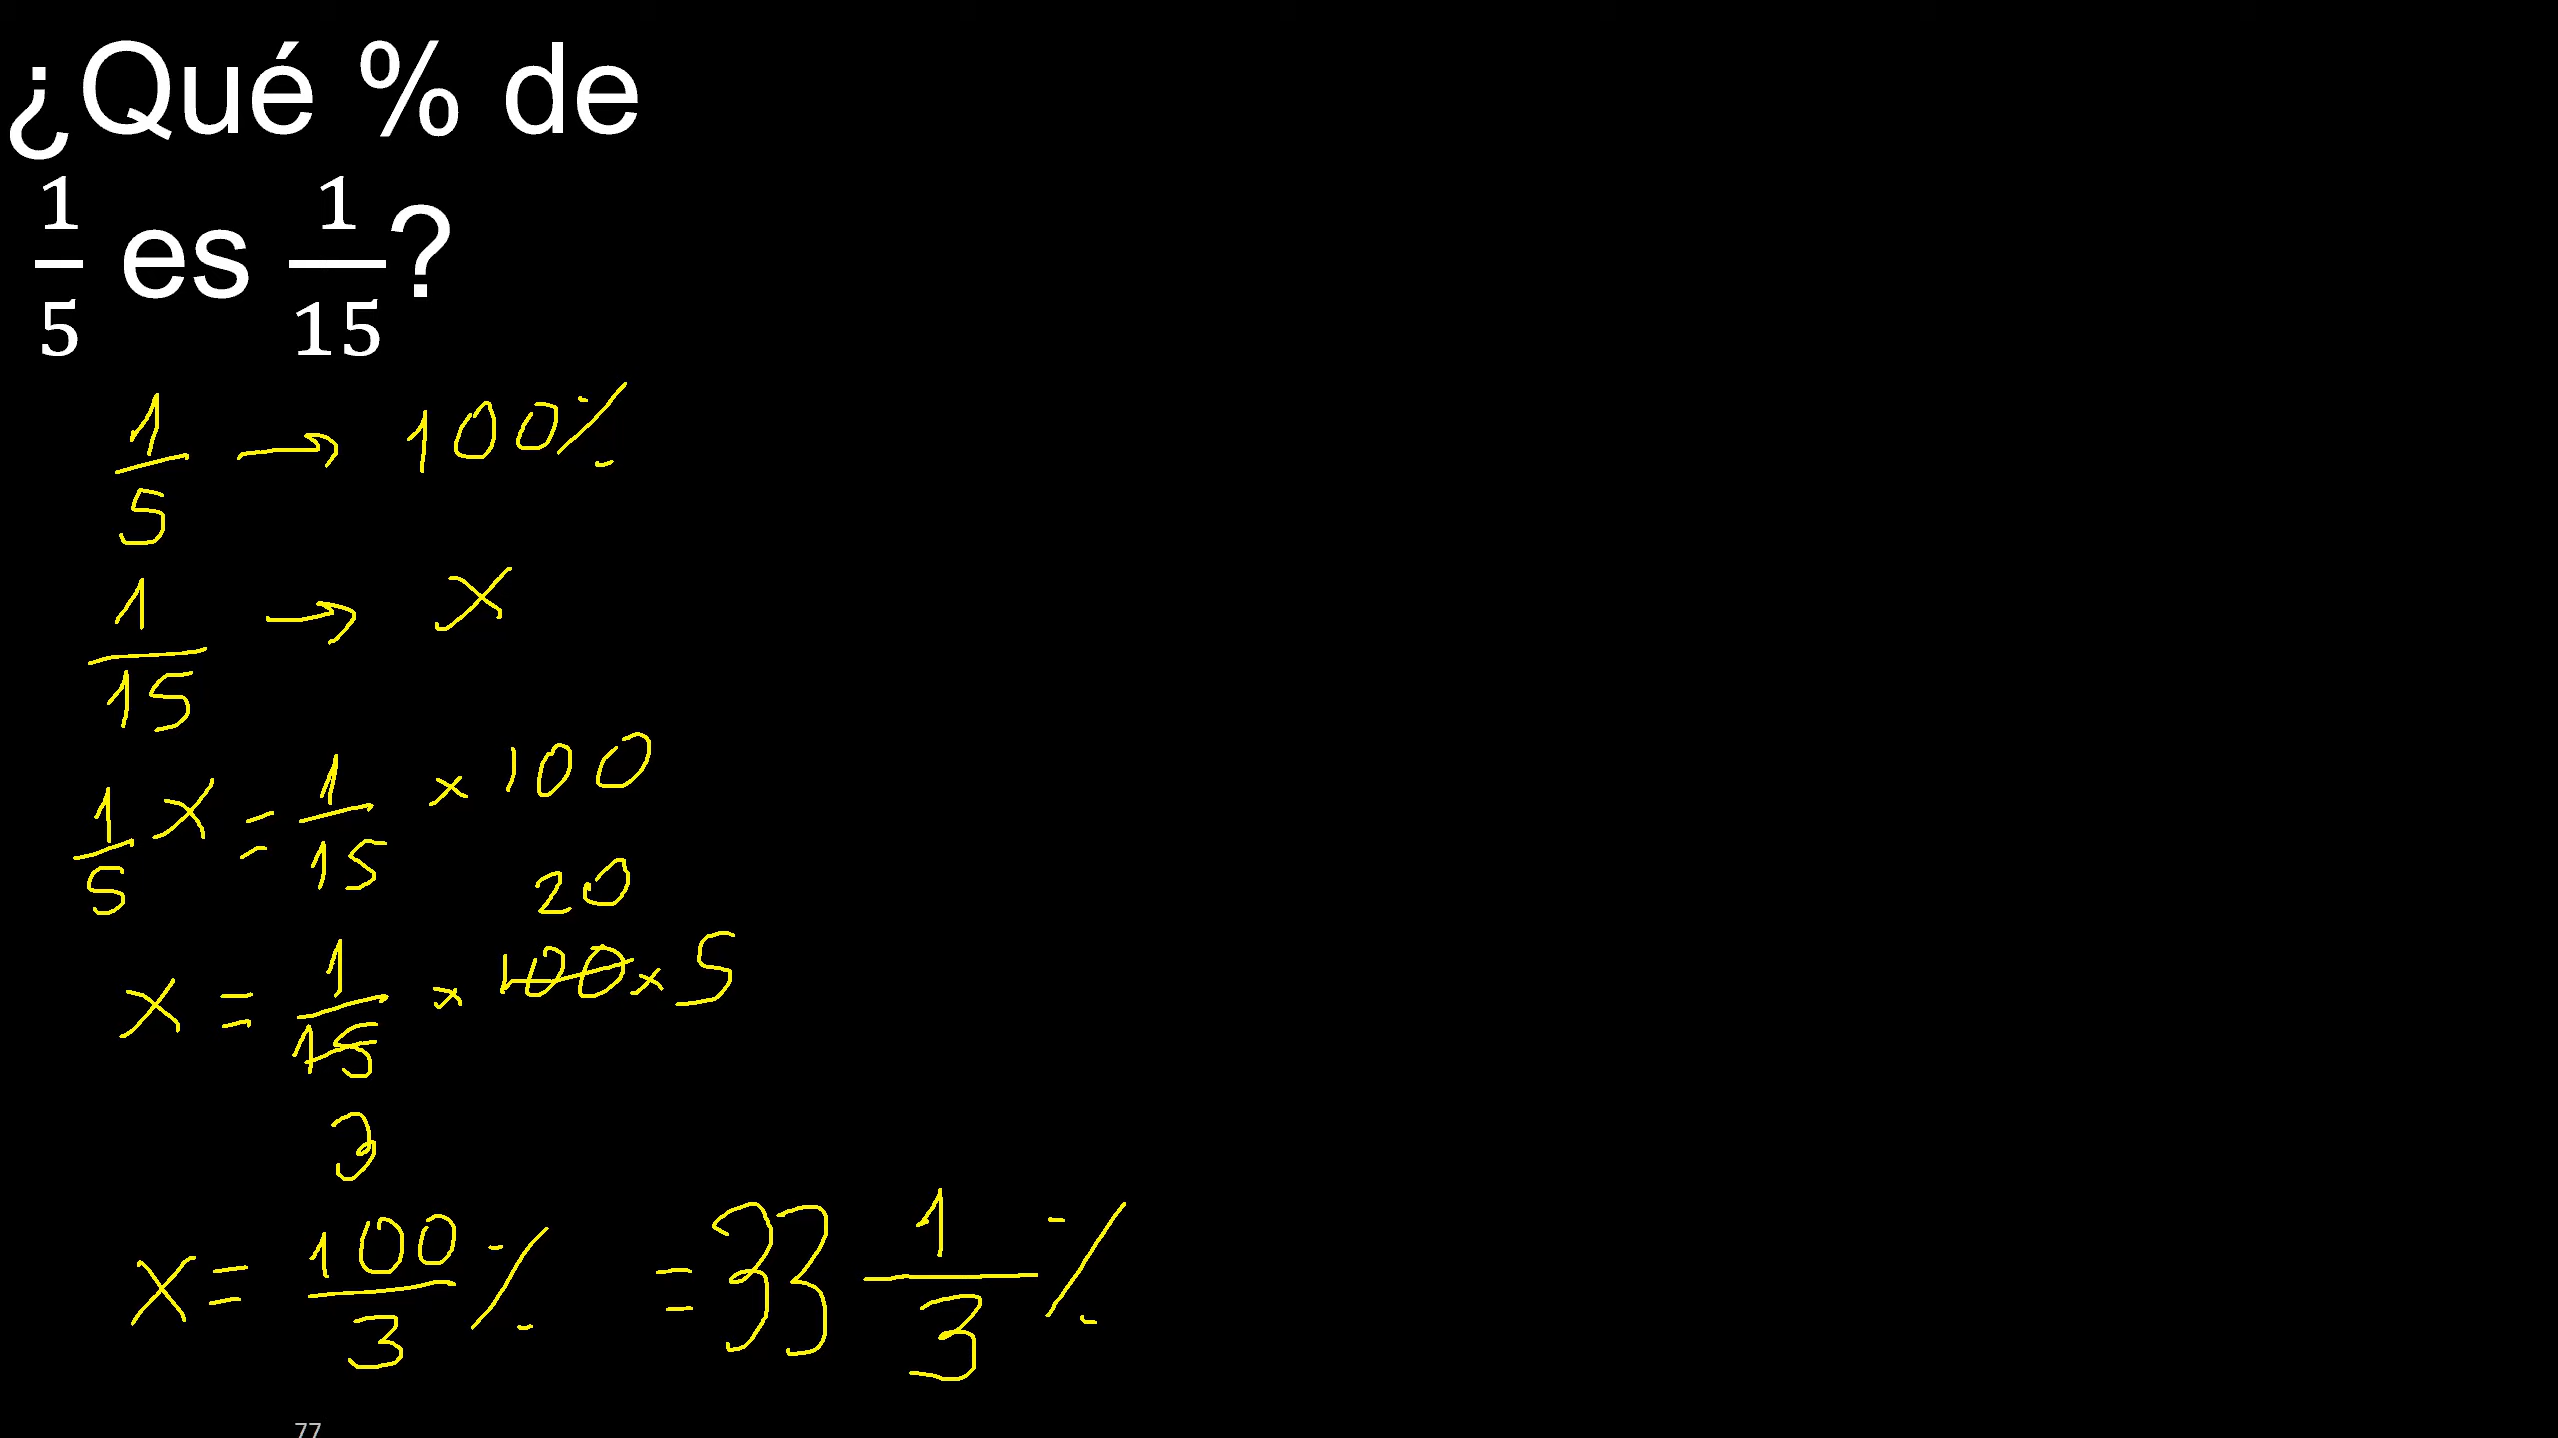 ¿Qué % de
1/5 es 1/15?
1/5 → 100%
1/15 → x
1/5 x = 1/15 × 100
20
x = 1/15 × 100 × 5
3
x = 100/3 % = 33 1/3 %
77